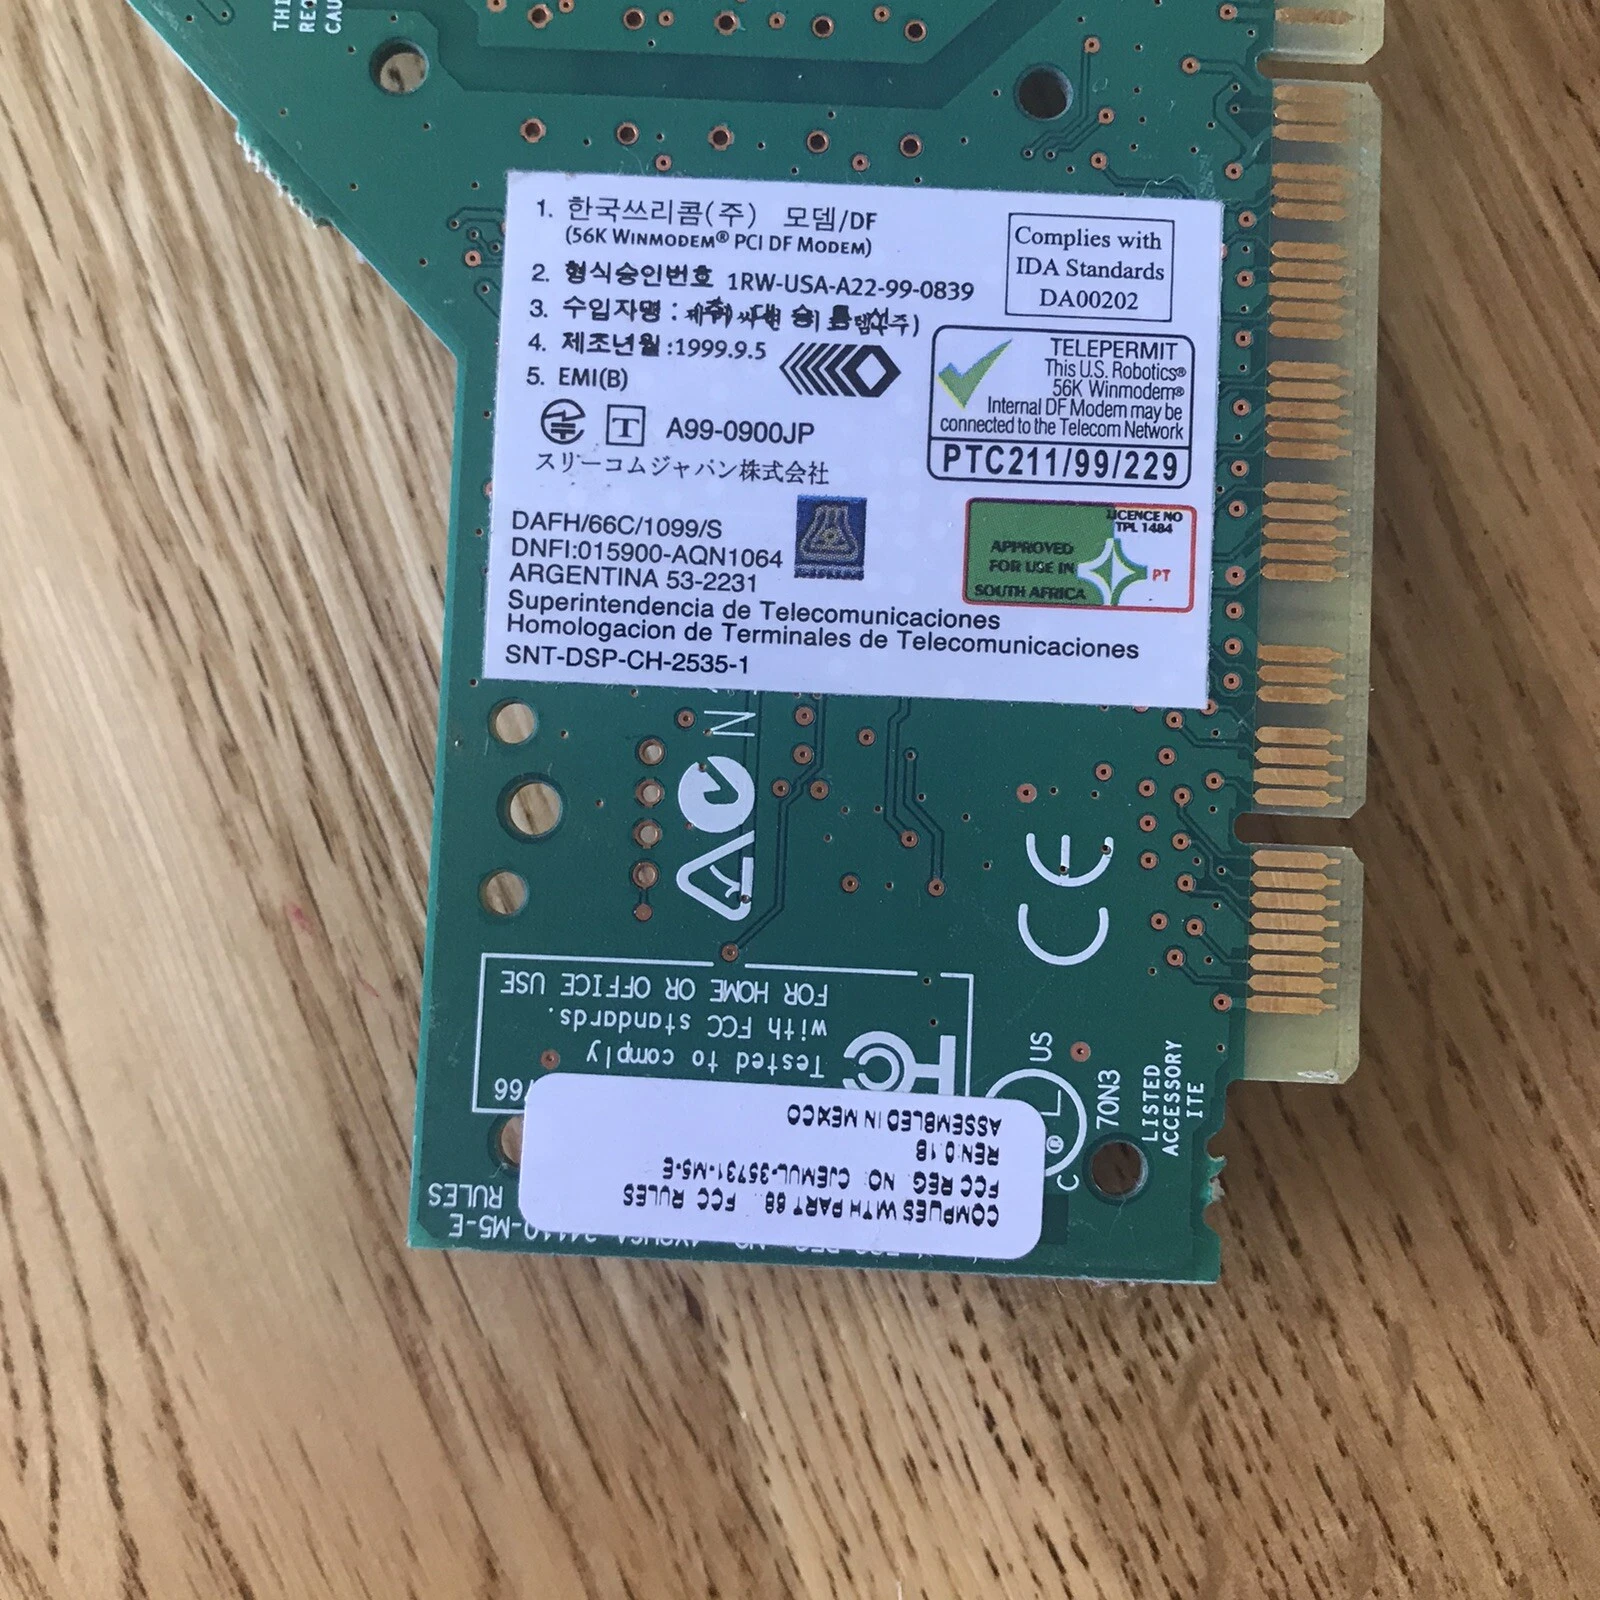 THI
REQ
CAU
1. 한국쓰리콤(주) 모뎀/DF
(56K WINMODEM® PCI DF MODEM)
2. 형식승인번호 1RW-USA-A22-99-0839
3. 수입자명 :
4. 제조년월 :1999.9.5
5. EMI(B)
T A99-0900JP
スリーコムジャパン株式会社
Complies with
IDA Standards
DA00202
TELEPERMIT
This U.S. Robotics®
56K Winmodem®
Internal DF Modem may be
connected to the Telecom Network
PTC211/99/229
DAFH/66C/1099/S
DNFI:015900-AQN1064
ARGENTINA 53-2231
Superintendencia de Telecomunicaciones
Homologacion de Terminales de Telecomunicaciones
SNT-DSP-CH-2535-1
LICENCE NO
TPL 1484
APPROVED
FOR USE IN
SOUTH AFRICA
PT
N
CE
Tested to comply
with FCC standards.
FOR HOME OR OFFICE USE
766
C UL ® US
70N3
LISTED
ACCESSORY
ITE
COMPLIES WITH PART 68, FCC RULES
FCC REG. NO. CJEMUL-35731-M5-E
REN:0.1B
ASSEMBLED IN MEXCO
RULES
-M5-E